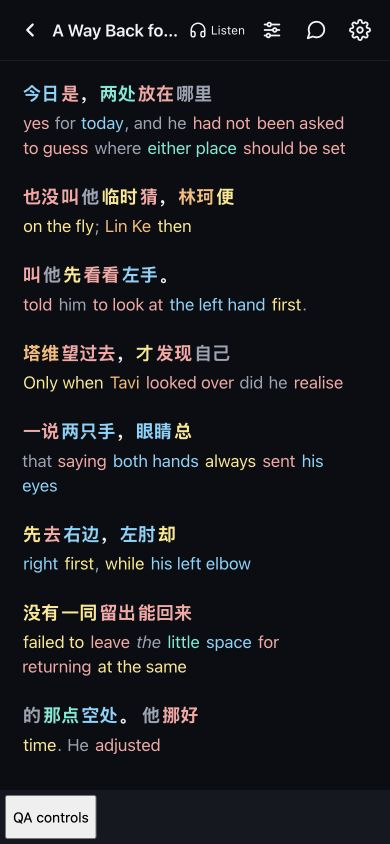 A Way Back fo...
Listen
今日是，两处放在哪里
yes for today, and he had not been asked
to guess where either place should be set
也没叫他临时猜，林珂便
on the fly; Lin Ke then
叫他先看看左手。
told him to look at the left hand first.
塔维望过去，才发现自己
Only when Tavi looked over did he realise
一说两只手，眼睛总
that saying both hands always sent his
eyes
先去右边，左肘却
right first, while his left elbow
没有一同留出能回来
failed to leave the little space for
returning at the same
的那点空处。他挪好
time. He adjusted
QA controls